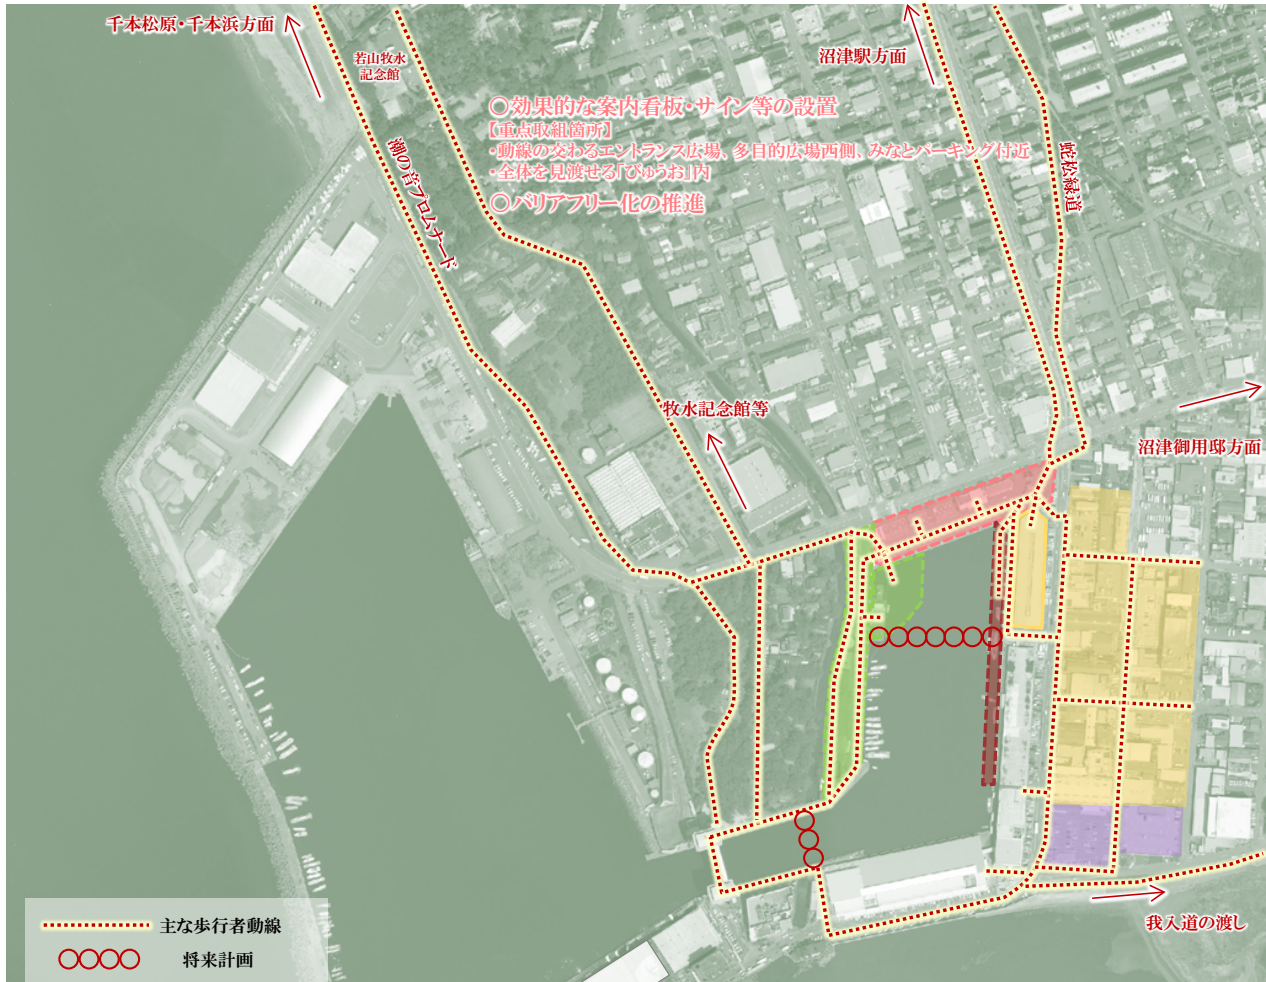 千本松原・千本浜方面
若山牧水
記念館
沼津駅方面
○効果的な案内看板・サイン等の設置
【重点取組箇所】
・動線の交わるエントランス広場、多目的広場西側、みなとパーキング付近
・全体を見渡せる「びゅうお」内
○バリアフリー化の推進
潮の音プロムナード
蛇松緑道
牧水記念館等
沼津御用邸方面
我入道の渡し
主な歩行者動線
将来計画